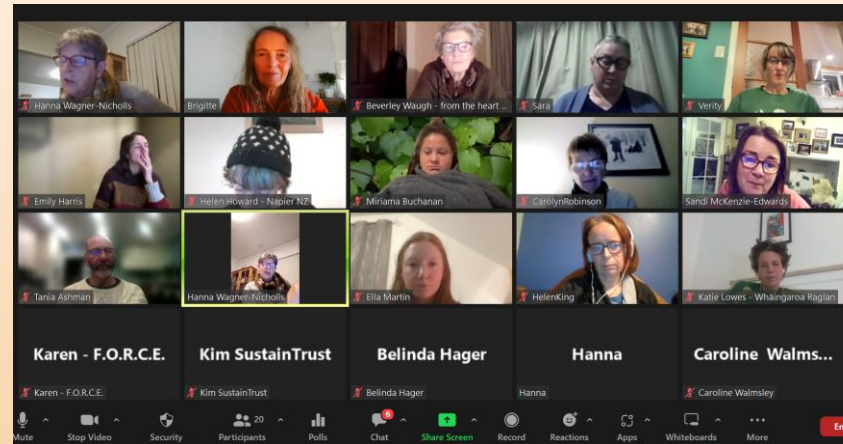 Hanna Wagner-Nicholls
Brigitte
Beverley Waugh - from the heart ...
Sara
Verity
Emily Harris
Helen Howard - Napier NZ
Miriama Buchanan
CarolynRobinson
Sandi McKenzie-Edwards
Tania Ashman
Hanna Wagner-Nicholls
Ella Martin
HelenKing
Katie Lowes - Whāingaroa Raglan
Karen - F.O.R.C.E.
Kim SustainTrust
Belinda Hager
Hanna
Caroline Walms...
Karen - F.O.R.C.E.
Kim SustainTrust
Belinda Hager
Hanna
Caroline Walmsley
20
6
Mute
Stop Video
Security
Participants
Polls
Chat
Share Screen
Record
Reactions
Apps
Whiteboards
More
En